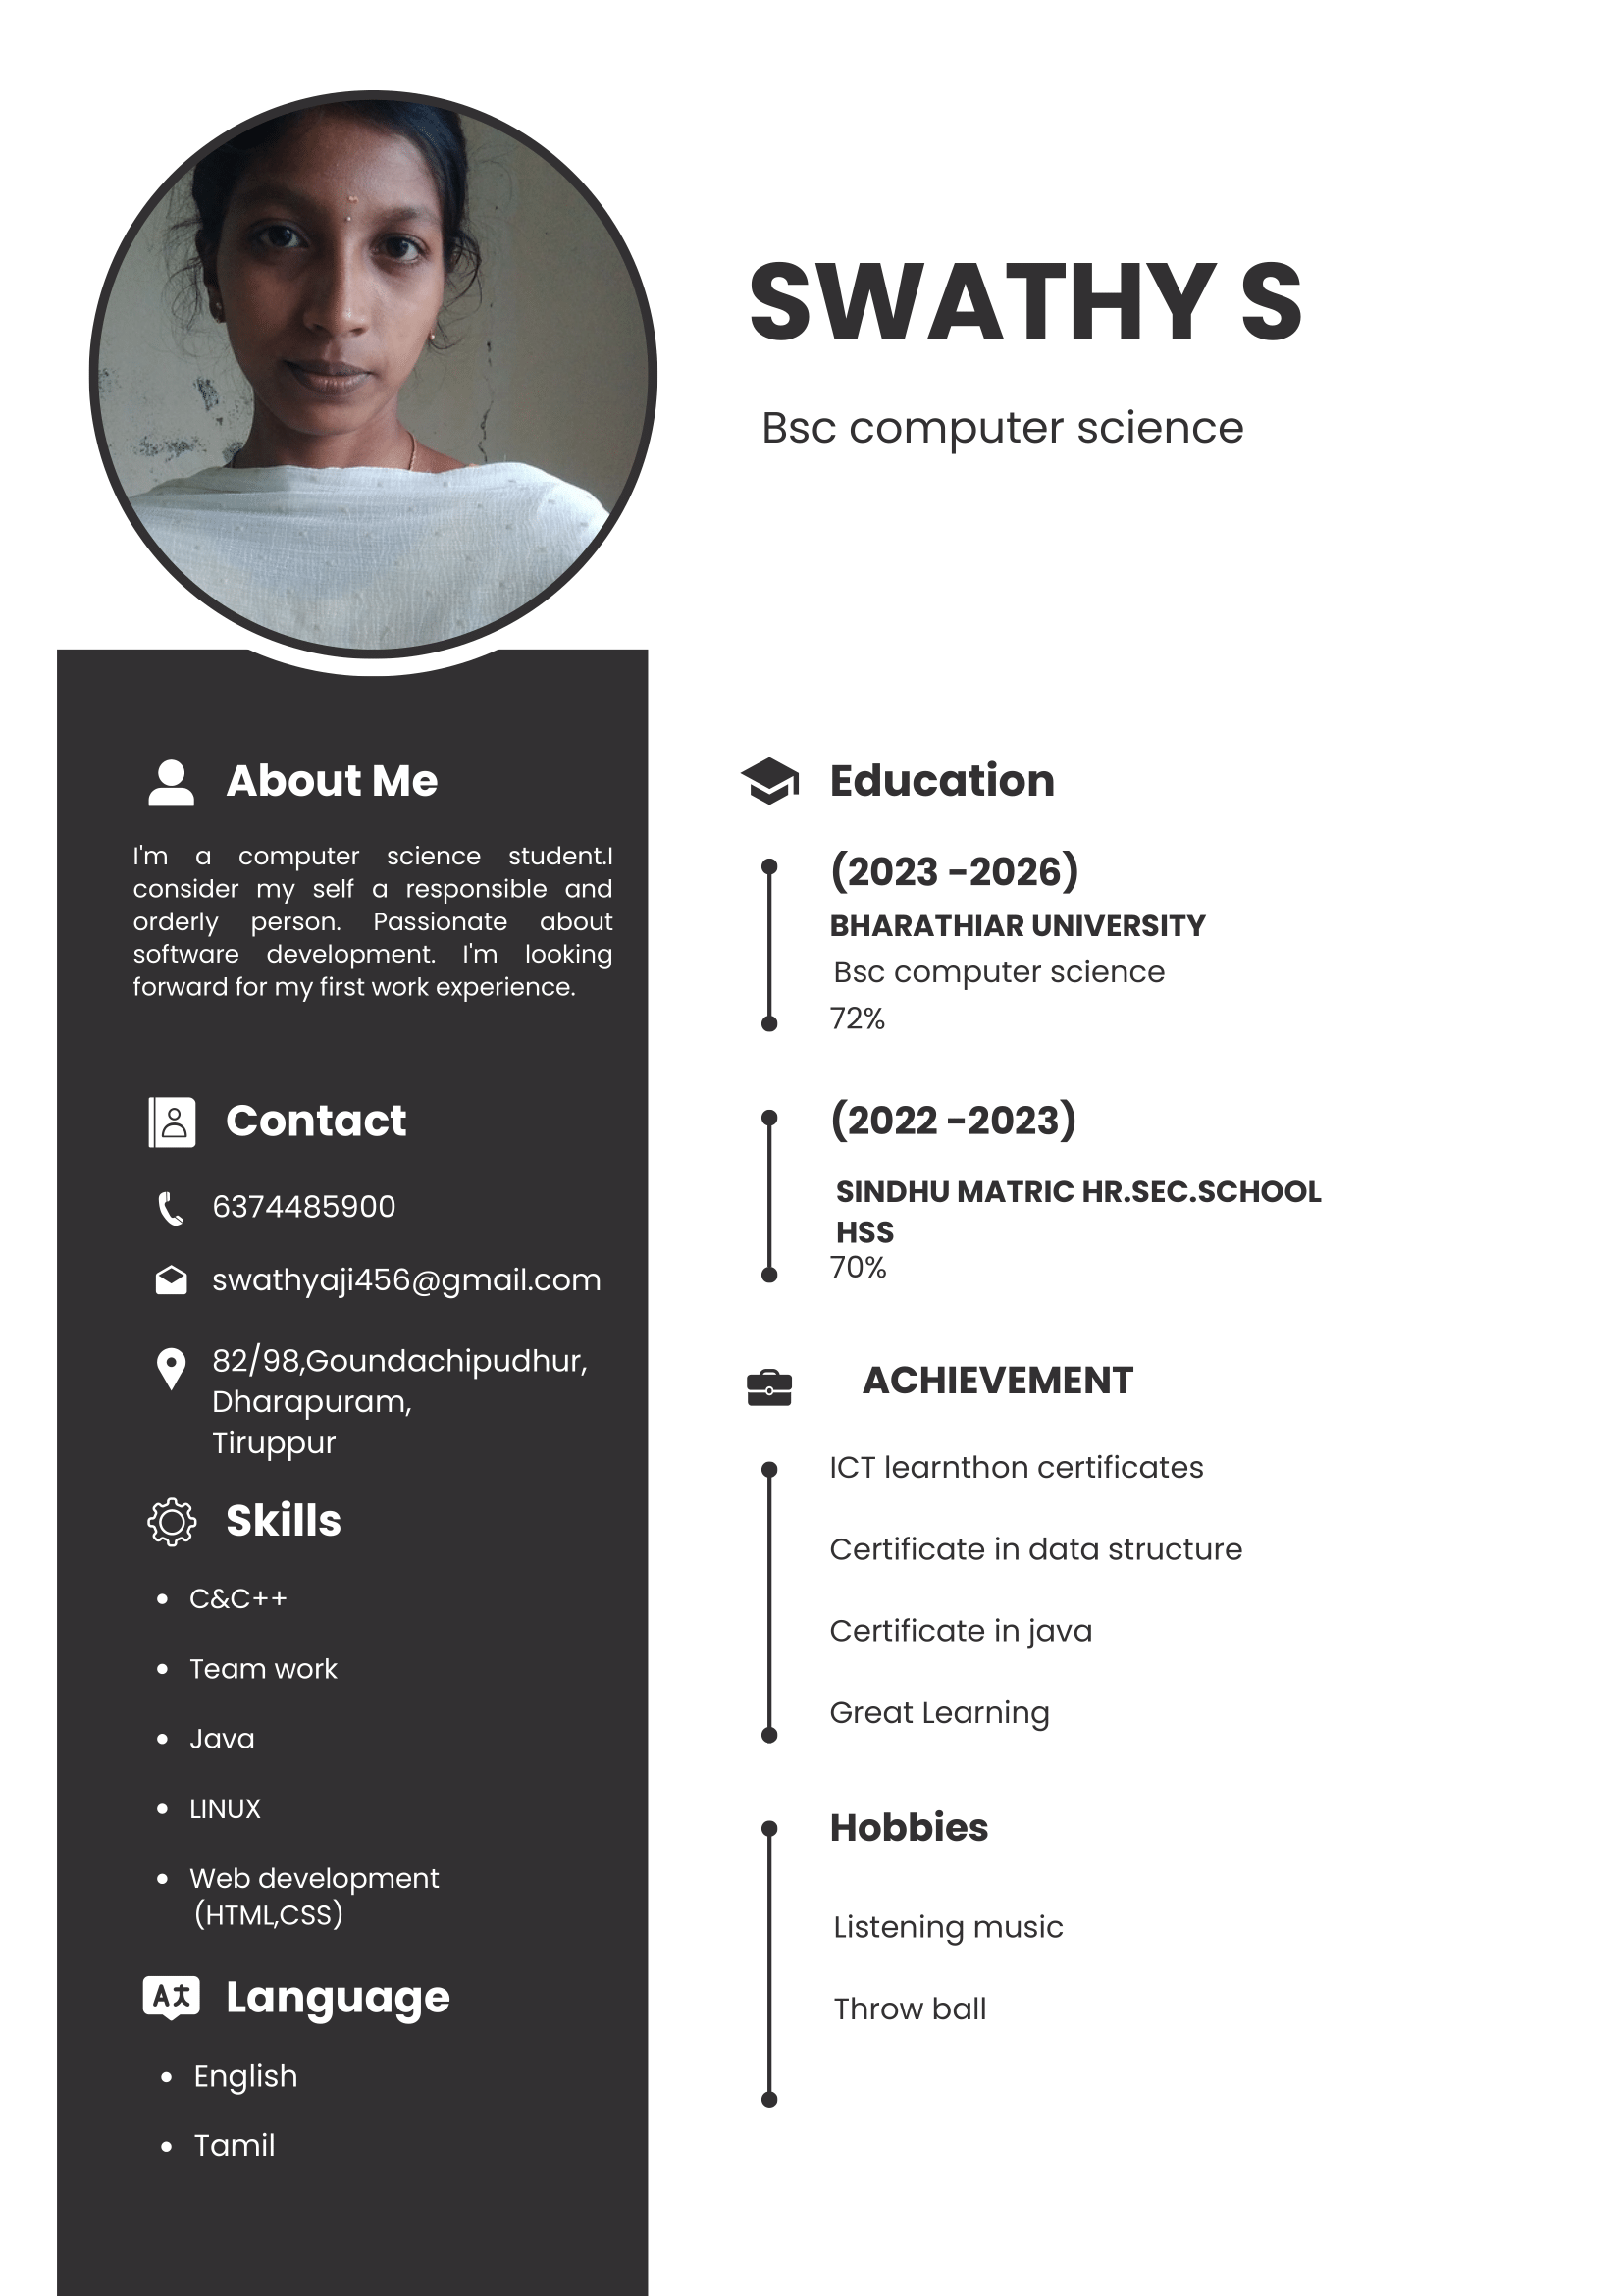 SWATHY S
Bsc computer science
About Me
I'm a computer science student.I
consider my self a responsible and
orderly person. Passionate about
software development. I'm looking
forward for my first work experience.
Contact
6374485900
swathyaji456@gmail.com
82/98,Goundachipudhur,
Dharapuram,
Tiruppur
Skills
C&C++
Team work
Java
LINUX
Web development
(HTML,CSS)
Language
English
Tamil
Education
(2023 -2026)
BHARATHIAR UNIVERSITY
Bsc computer science
72%
(2022 -2023)
SINDHU MATRIC HR.SEC.SCHOOL
HSS
70%
ACHIEVEMENT
ICT learnthon certificates
Certificate in data structure
Certificate in java
Great Learning
Hobbies
Listening music
Throw ball